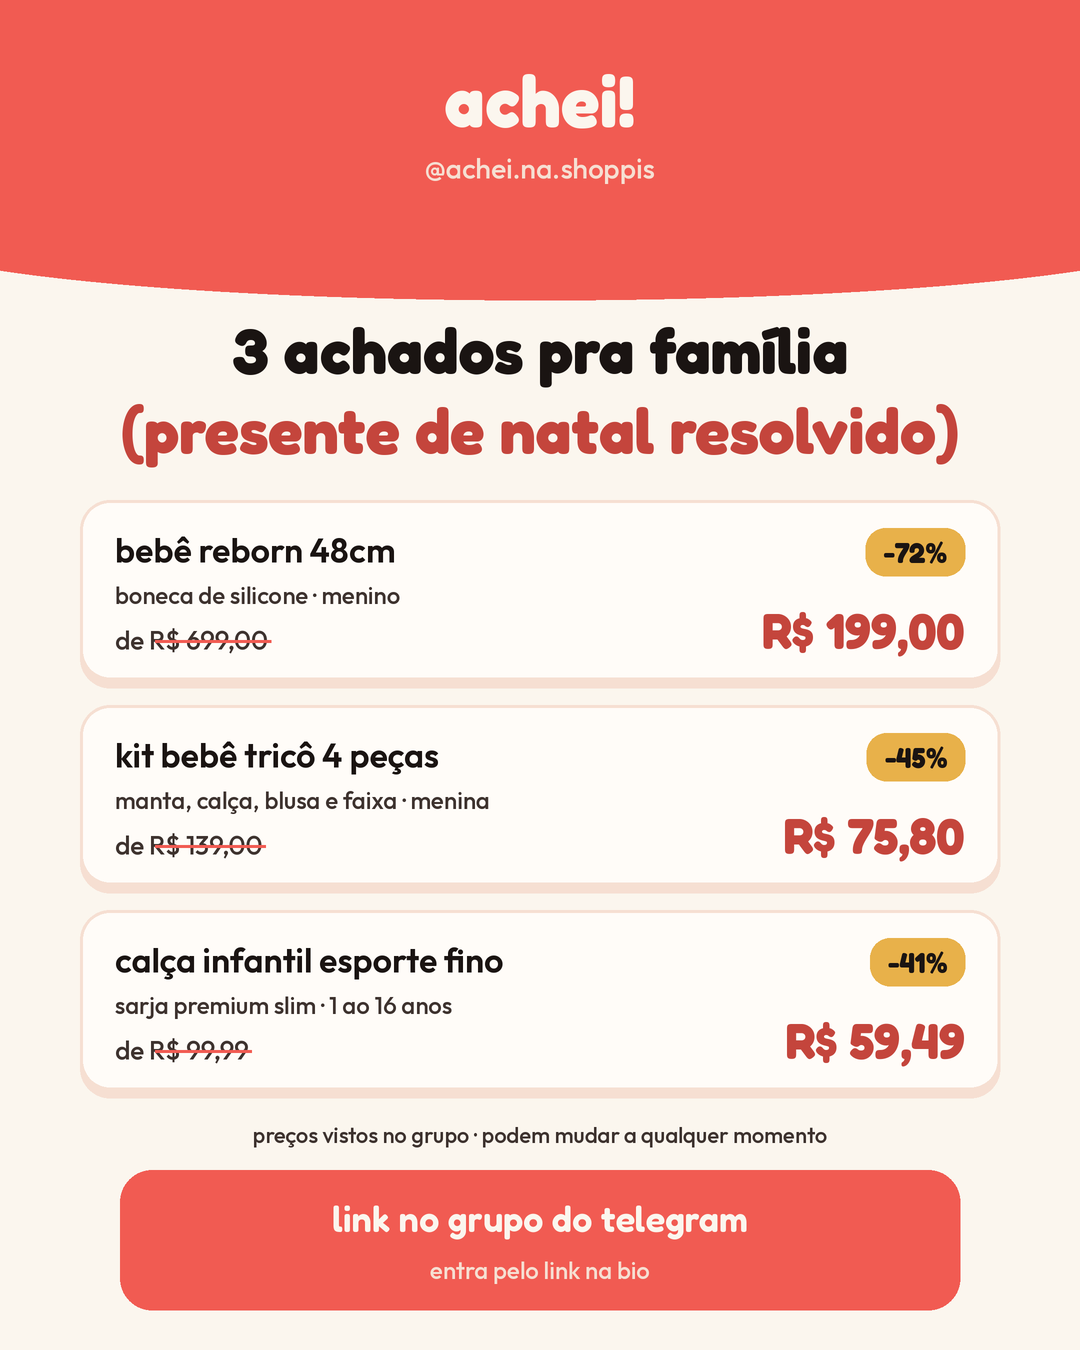 achei!
@achei.na.shoppis
3 achados pra família
(presente de natal resolvido)
bebê reborn 48cm
-72%
boneca de silicone · menino
de R$ 699,00
R$ 199,00
kit bebê tricô 4 peças
-45%
manta, calça, blusa e faixa · menina
de R$ 139,00
R$ 75,80
calça infantil esporte fino
-41%
sarja premium slim · 1 ao 16 anos
de R$ 99,99
R$ 59,49
preços vistos no grupo · podem mudar a qualquer momento
link no grupo do telegram
entra pelo link na bio